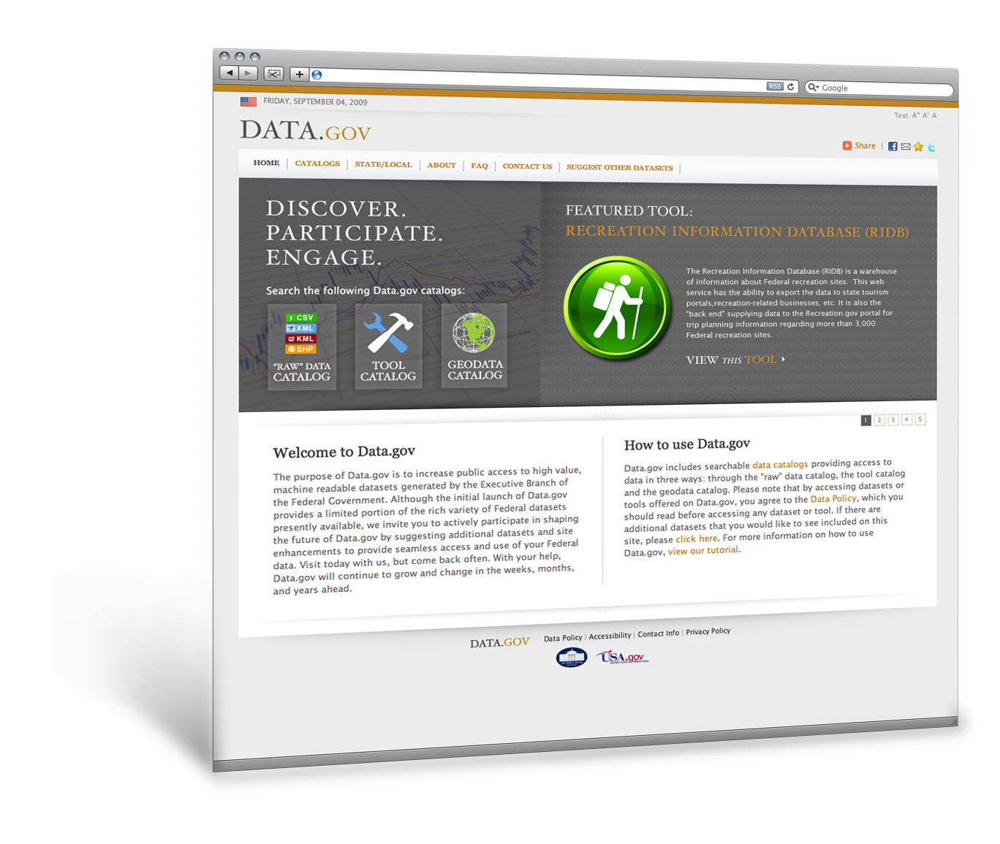 RSS
Google
FRIDAY, SEPTEMBER 04, 2009
Text A+ A- A
DATA.GOV
Share |
HOME | CATALOGS | STATE/LOCAL | ABOUT | FAQ | CONTACT US | SUGGEST OTHER DATASETS |
DISCOVER.
PARTICIPATE.
ENGAGE.
Search the following Data.gov catalogs:
CSV
XML
KML
SHP
"RAW" DATA
CATALOG
TOOL
CATALOG
GEODATA
CATALOG
FEATURED TOOL:
RECREATION INFORMATION DATABASE (RIDB)
The Recreation Information Database (RIDB) is a warehouse
of information about Federal recreation sites. This web
service has the ability to export the data to state tourism
portals,recreation-related businesses, etc. It is also the
"back end" supplying data to the Recreation.gov portal for
trip planning information regarding more than 3,000
Federal recreation sites.
VIEW THIS TOOL
1 2 3 4 5
Welcome to Data.gov
The purpose of Data.gov is to increase public access to high value,
machine readable datasets generated by the Executive Branch of
the Federal Government. Although the initial launch of Data.gov
provides a limited portion of the rich variety of Federal datasets
presently available, we invite you to actively participate in shaping
the future of Data.gov by suggesting additional datasets and site
enhancements to provide seamless access and use of your Federal
data. Visit today with us, but come back often. With your help,
Data.gov will continue to grow and change in the weeks, months,
and years ahead.
How to use Data.gov
Data.gov includes searchable data catalogs providing access to
data in three ways: through the "raw" data catalog, the tool catalog
and the geodata catalog. Please note that by accessing datasets or
tools offered on Data.gov, you agree to the Data Policy, which you
should read before accessing any dataset or tool. If there are
additional datasets that you would like to see included on this
site, please click here. For more information on how to use
Data.gov, view our tutorial.
DATA.GOV
Data Policy | Accessibility | Contact Info | Privacy Policy
USA.gov